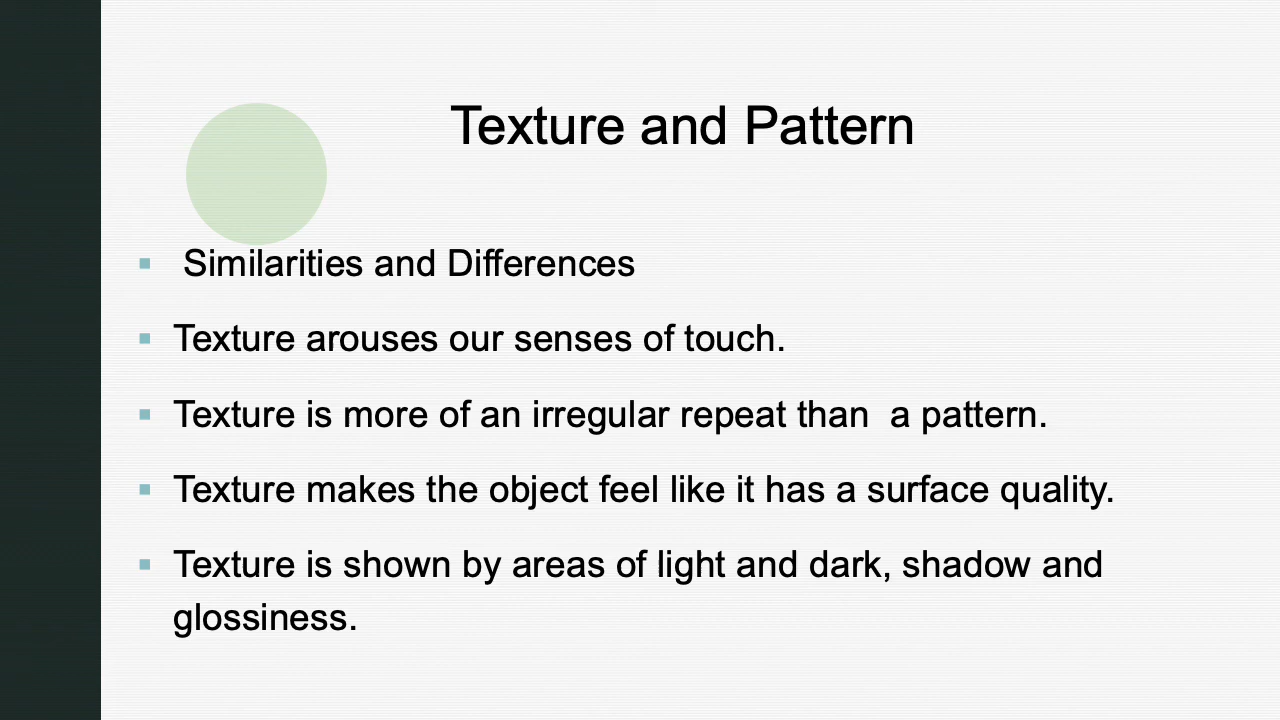 Texture and Pattern
Similarities and Differences
Texture arouses our senses of touch.
Texture is more of an irregular repeat than  a pattern.
Texture makes the object feel like it has a surface quality.
Texture is shown by areas of light and dark, shadow and
glossiness.